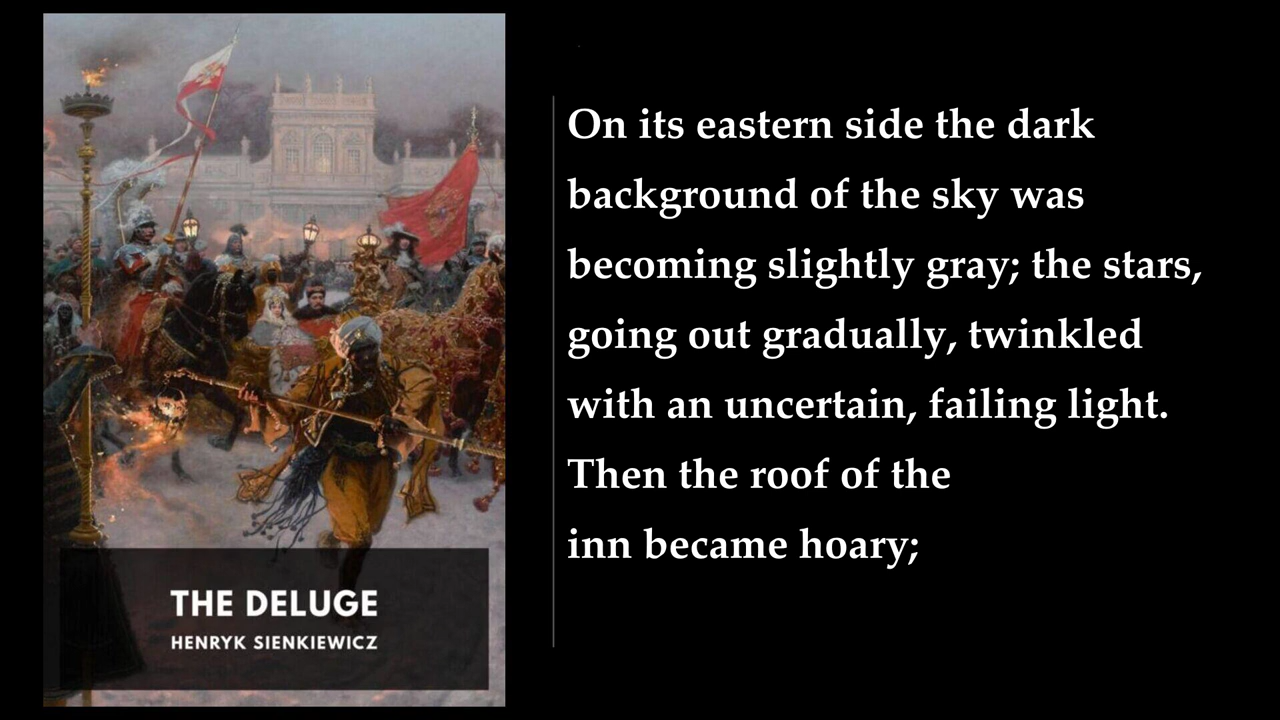 THE DELUGE
HENRYK SIENKIEWICZ
On its eastern side the dark
background of the sky was
becoming slightly gray; the stars,
going out gradually, twinkled
with an uncertain, failing light.
Then the roof of the
inn became hoary;